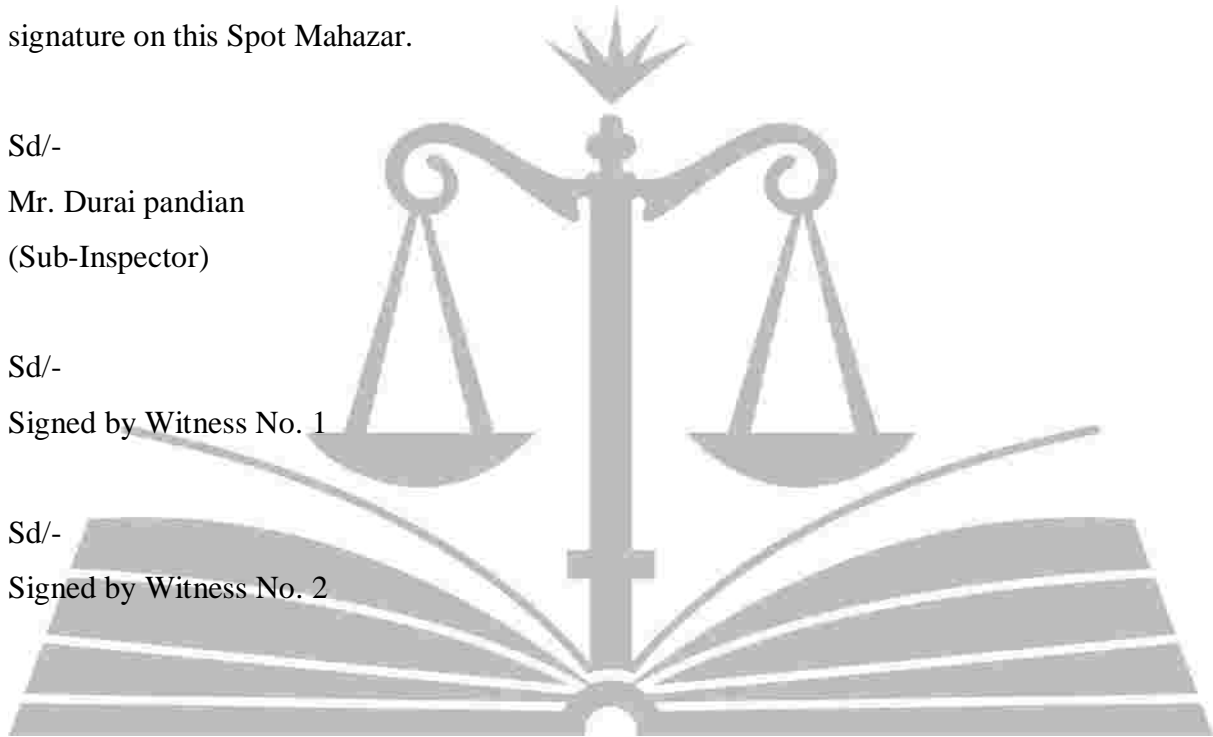 signature on this Spot Mahazar.
Sd/-
Mr. Durai pandian
(Sub-Inspector)
Sd/-
Signed by Witness No. 1
Sd/-
Signed by Witness No. 2